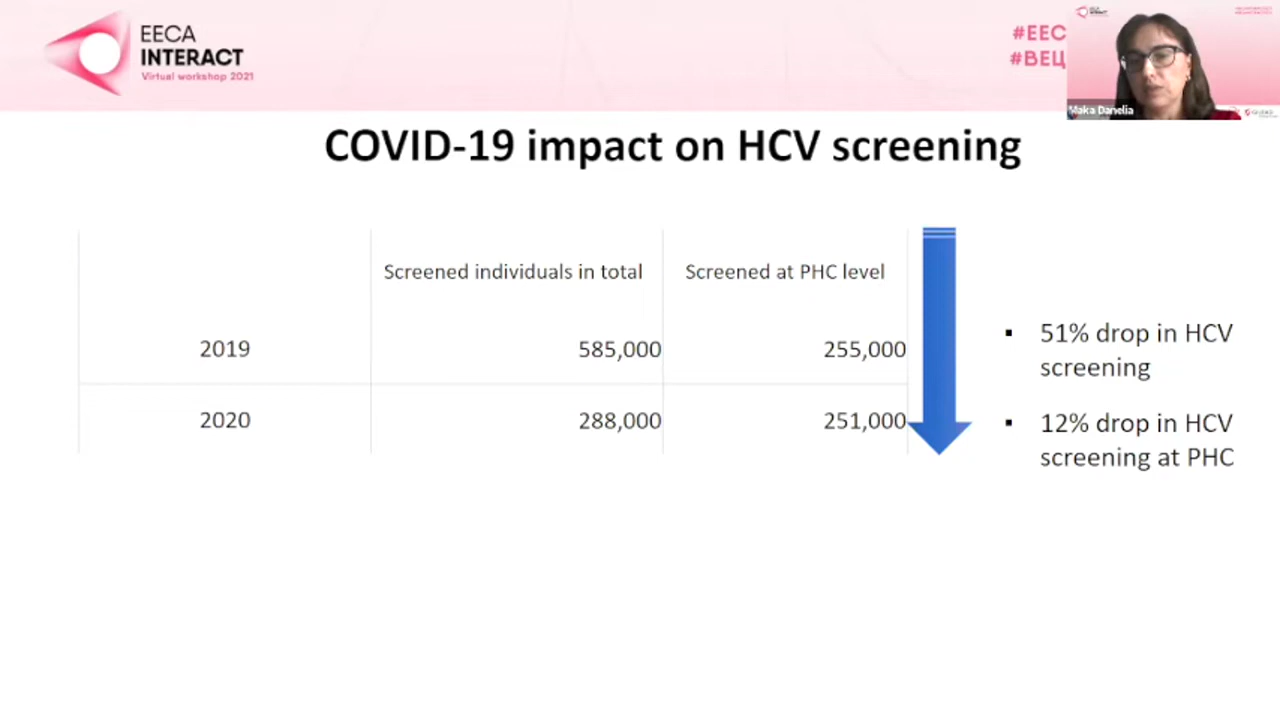 EECA
INTERACT
Virtual workshop 2021
#EEC
#ВЕЦ
Maka Danelia
COVID-19 impact on HCV screening
Screened individuals in total
Screened at PHC level
2019
585,000
255,000
2020
288,000
251,000
▪ 51% drop in HCV
screening
▪ 12% drop in HCV
screening at PHC